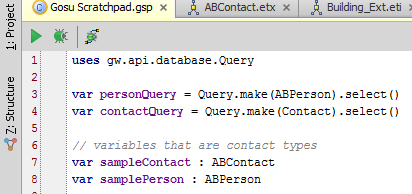 Gosu Scratchpad.gsp
ABContact.etx
Building_Ext.eti
1: Project
7: Structure
1 uses gw.api.database.Query
2
3 var personQuery = Query.make(ABPerson).select()
4 var contactQuery = Query.make(Contact).select()
5
6 // variables that are contact types
7 var sampleContact : ABContact
8 var samplePerson : ABPerson